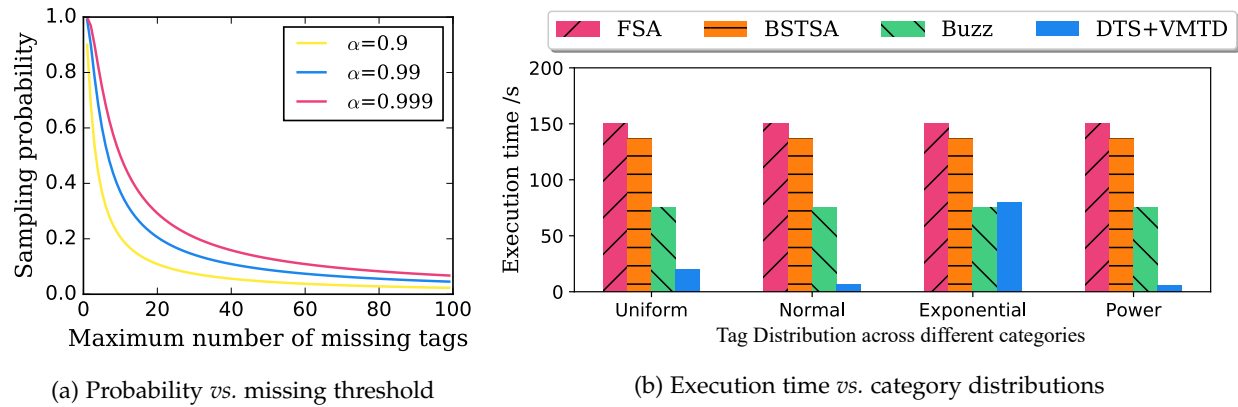 1.0
0.8
0.6
0.4
0.2
0.0
Sampling probability
α=0.9
α=0.99
α=0.999
0 20 40 60 80 100
Maximum number of missing tags
(a) Probability vs. missing threshold
FSA BSTSA Buzz DTS+VMTD
200
150
100
50
0
Execution time /s
Uniform Normal Exponential Power
Tag Distribution across different categories
(b) Execution time vs. category distributions